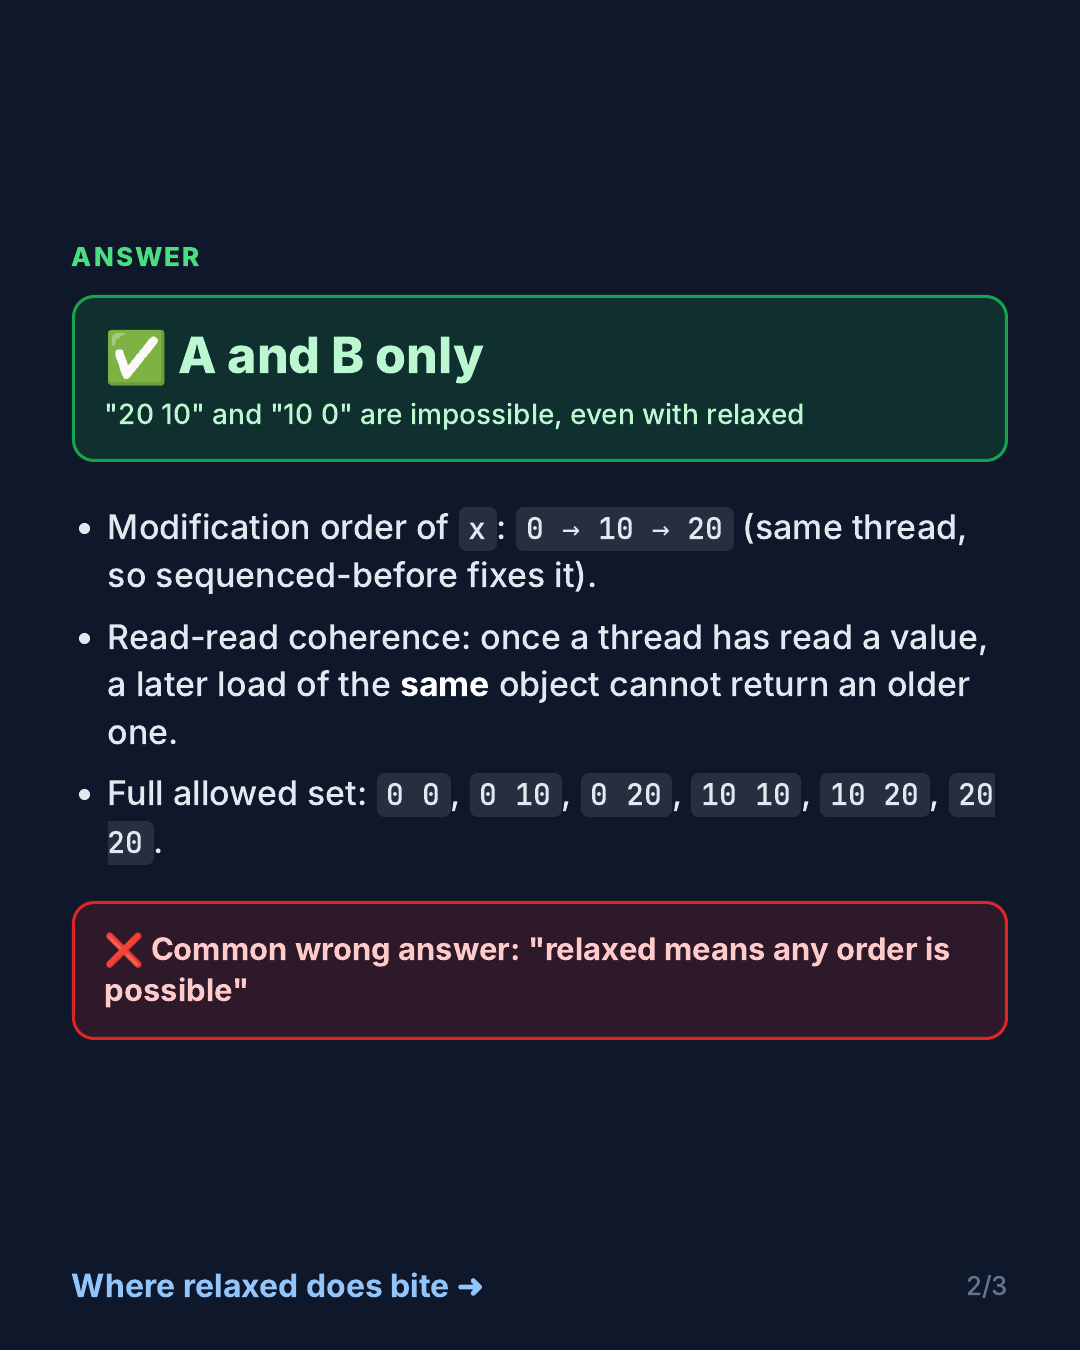 ANSWER
✅ A and B only
"20 10" and "10 0" are impossible, even with relaxed
• Modification order of x: 0 → 10 → 20 (same thread,
so sequenced-before fixes it).
• Read-read coherence: once a thread has read a value,
a later load of the same object cannot return an older
one.
• Full allowed set: 0 0, 0 10, 0 20, 10 10, 10 20, 20
20.
❌ Common wrong answer: "relaxed means any order is
possible"
Where relaxed does bite ➜
2/3